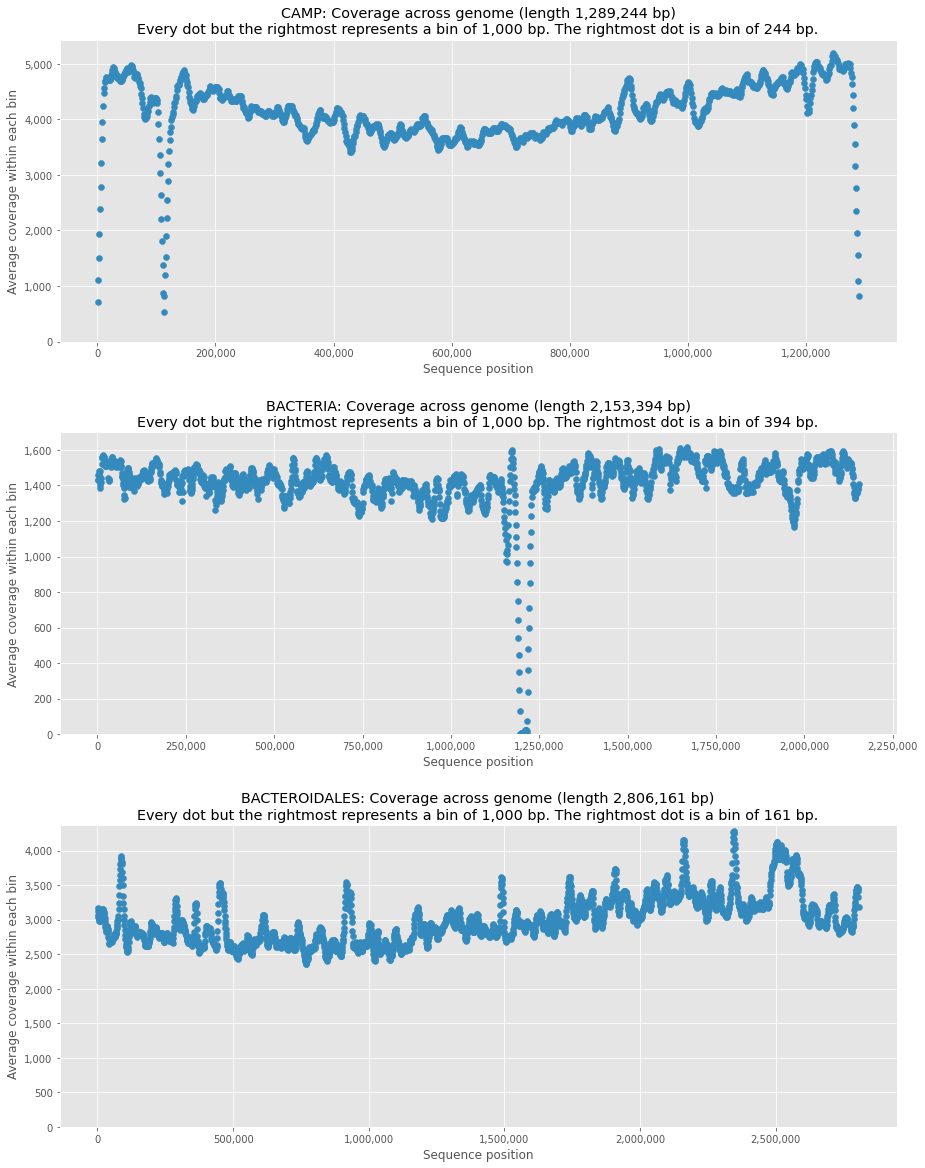 CAMP: Coverage across genome (length 1,289,244 bp)
Every dot but the rightmost represents a bin of 1,000 bp. The rightmost dot is a bin of 244 bp.
5,000
4,000
3,000
2,000
1,000
0
Average coverage within each bin
0 200,000 400,000 600,000 800,000 1,000,000 1,200,000
Sequence position
BACTERIA: Coverage across genome (length 2,153,394 bp)
Every dot but the rightmost represents a bin of 1,000 bp. The rightmost dot is a bin of 394 bp.
1,600
1,400
1,200
1,000
800
600
400
200
0
Average coverage within each bin
0 250,000 500,000 750,000 1,000,000 1,250,000 1,500,000 1,750,000 2,000,000 2,250,000
Sequence position
BACTEROIDALES: Coverage across genome (length 2,806,161 bp)
Every dot but the rightmost represents a bin of 1,000 bp. The rightmost dot is a bin of 161 bp.
4,000
3,500
3,000
2,500
2,000
1,500
1,000
500
0
Average coverage within each bin
0 500,000 1,000,000 1,500,000 2,000,000 2,500,000
Sequence position